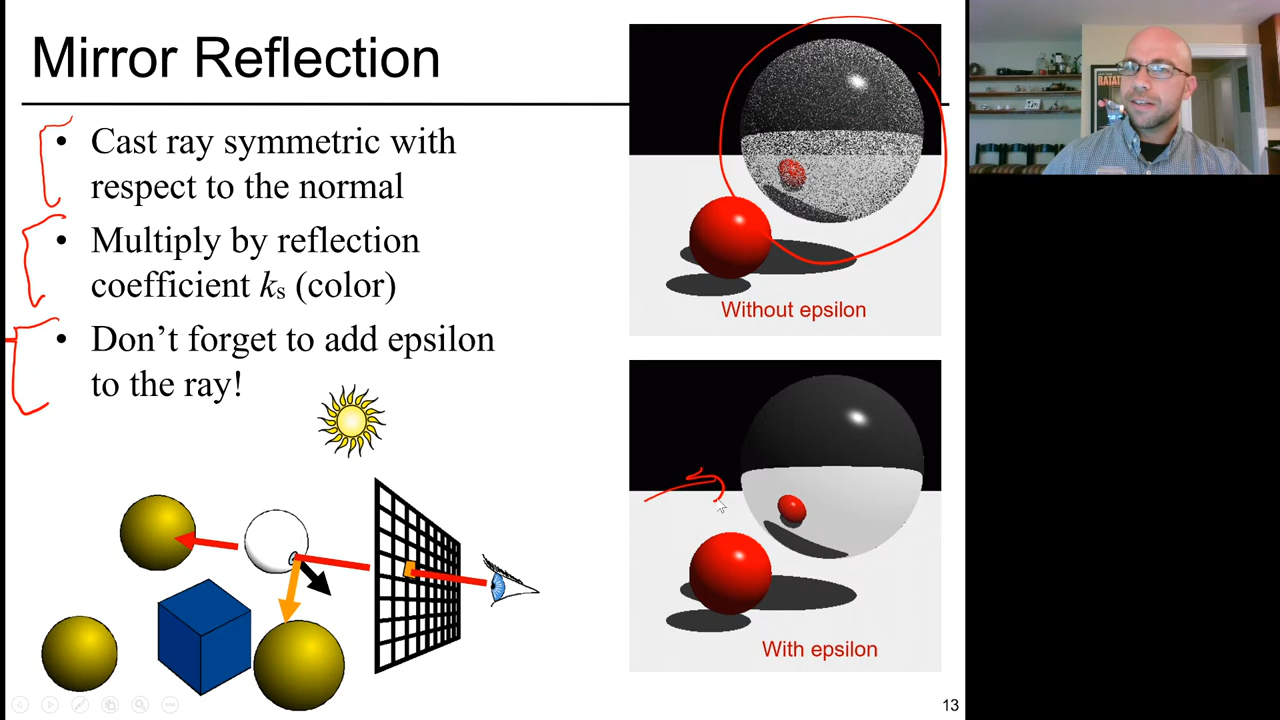 Mirror Reflection
• Cast ray symmetric with
respect to the normal
• Multiply by reflection
coefficient ks (color)
• Don’t forget to add epsilon
to the ray!
Without epsilon
With epsilon
13
RATAT